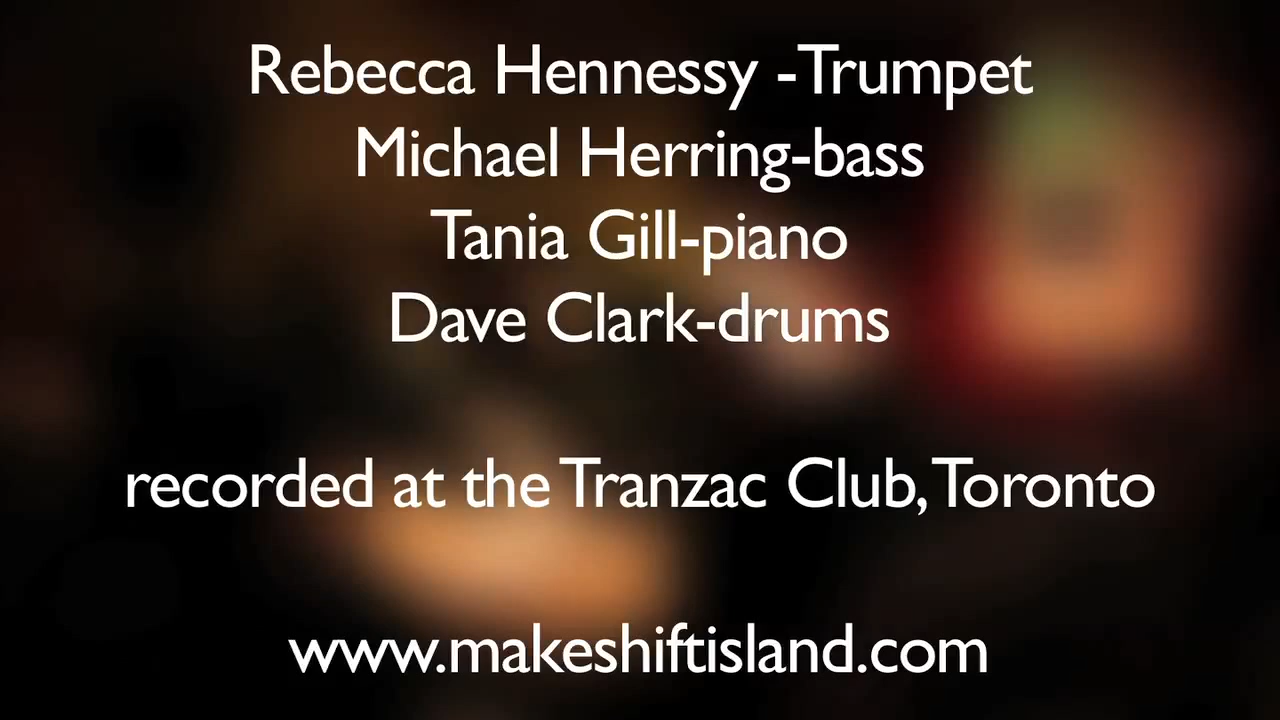 Rebecca Hennessy -Trumpet
Michael Herring-bass
Tania Gill-piano
Dave Clark-drums
recorded at the Tranzac Club, Toronto
www.makeshiftisland.com